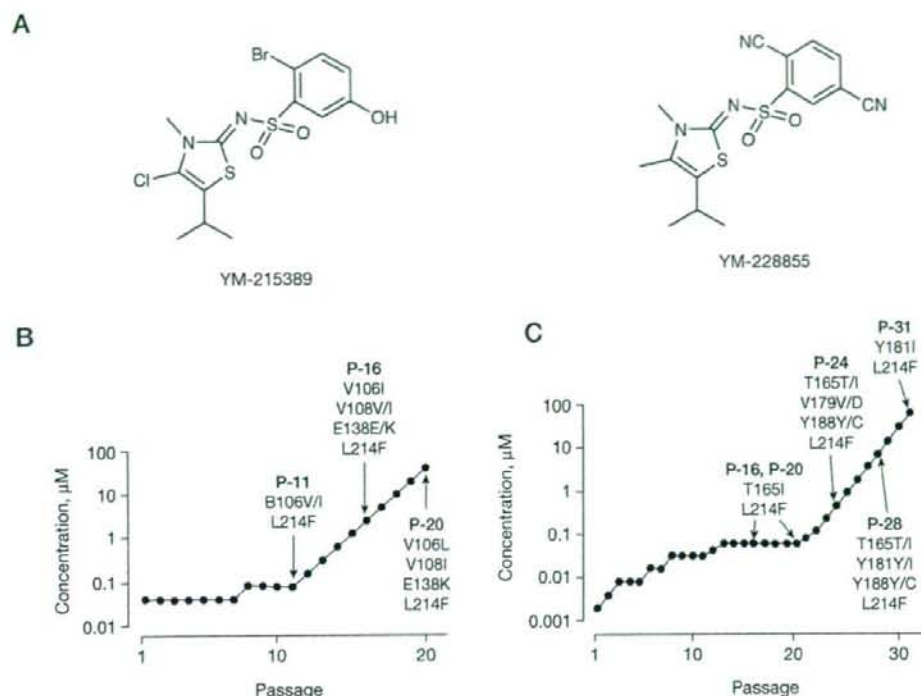 A
Br
OH
N
S
O
O
N
S
Cl
YM-215389
NC
CN
N
S
O
O
N
S
YM-228855
B
P-16
V106I
V108V/I
E138E/K
L214F
P-11
B106V/I
L214F
P-20
V106L
V108I
E138K
L214F
Concentration, μM
100
10
1
0.1
0.01
1
10
20
Passage
C
P-31
Y181I
L214F
P-24
T165T/I
V179V/D
Y188Y/C
L214F
P-16, P-20
T165I
L214F
P-28
T165T/I
Y181Y/I
Y188Y/C
L214F
Concentration, μM
100
10
1
0.1
0.01
0.001
1
10
20
30
Passage